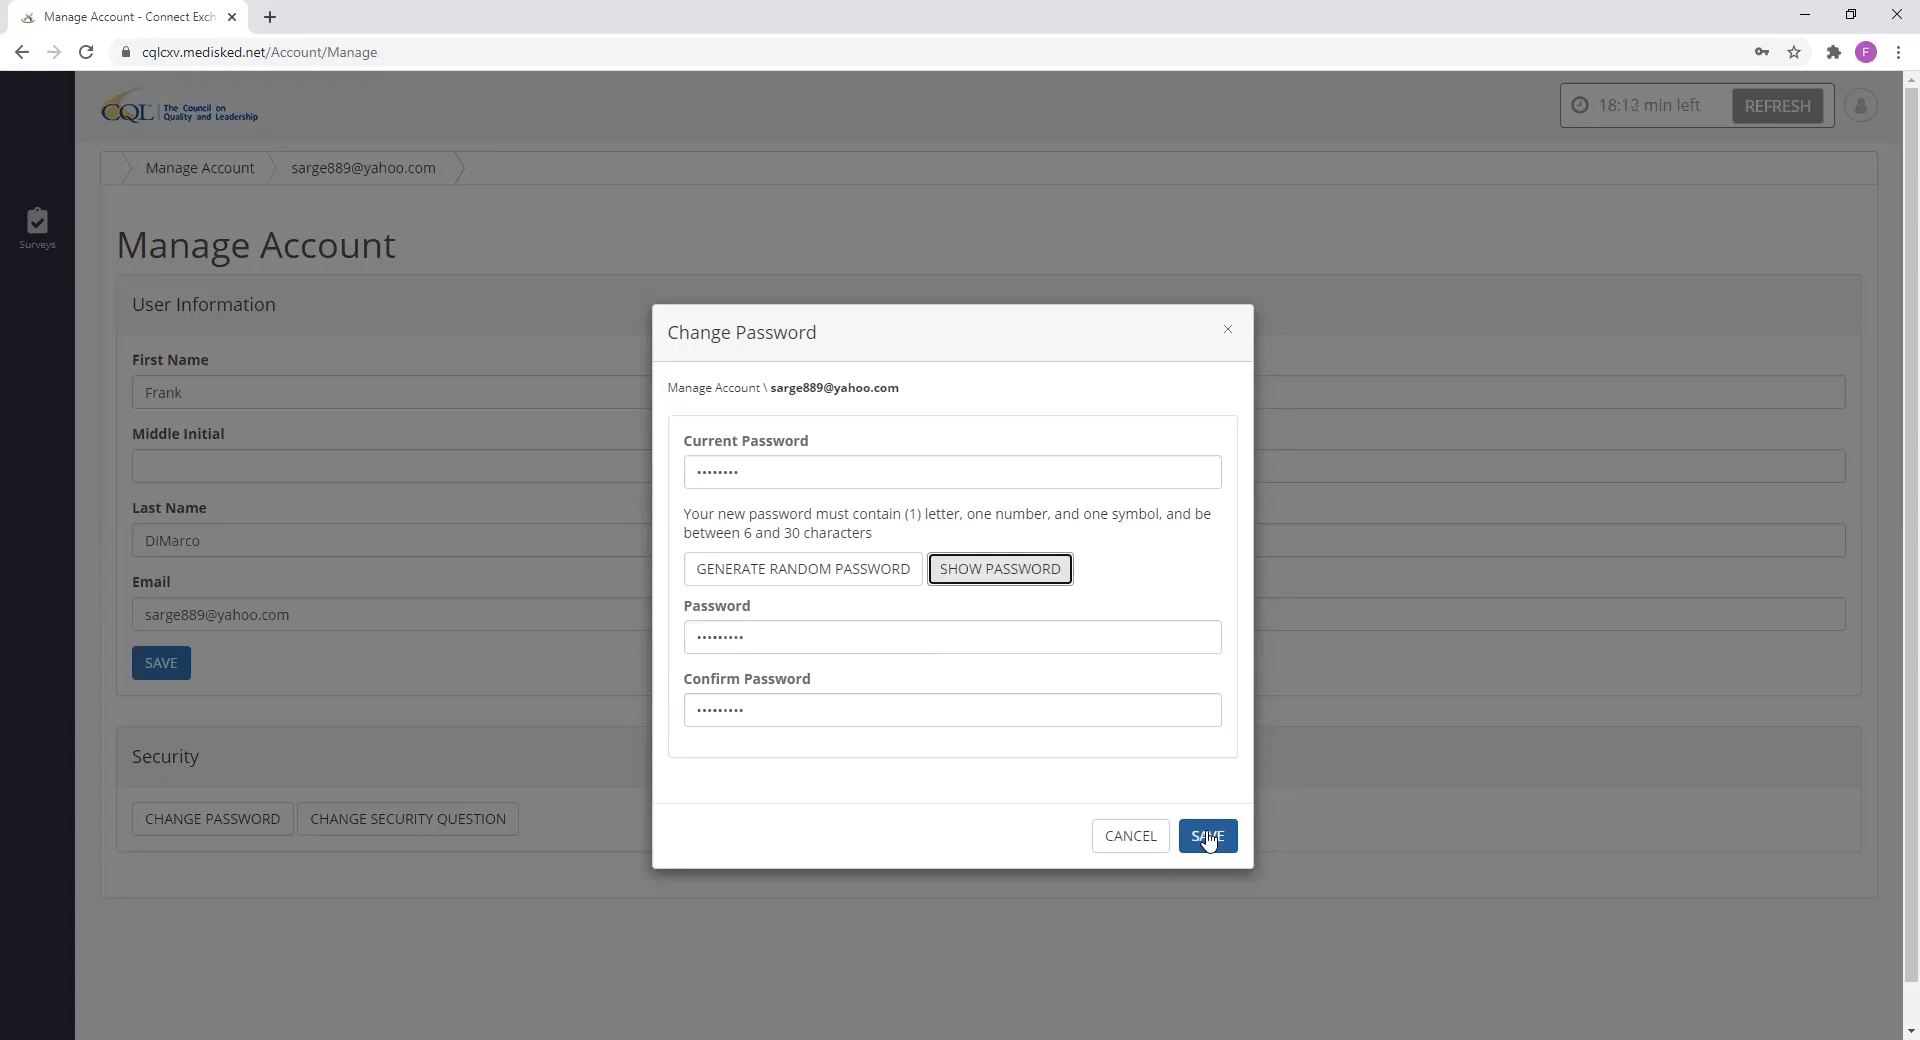 Manage Account - Connect Exch
cqlcxv.medisked.net/Account/Manage
F
CQL The Council on
Quality and Leadership
18:12 min left
REFRESH
Manage Account
sarge889@yahoo.com
Surveys
Manage Account
User Information
First Name
Frank
Middle Initial
Last Name
DiMarco
Email
sarge889@yahoo.com
SAVE
Security
CHANGE PASSWORD
CHANGE SECURITY QUESTION
Change Password
Manage Account \ sarge889@yahoo.com
Current Password
••••••••
Your new password must contain (1) letter, one number, and one symbol, and be
between 6 and 30 characters
GENERATE RANDOM PASSWORD
SHOW PASSWORD
Password
•••••••••
Confirm Password
•••••••••
CANCEL
SAVE